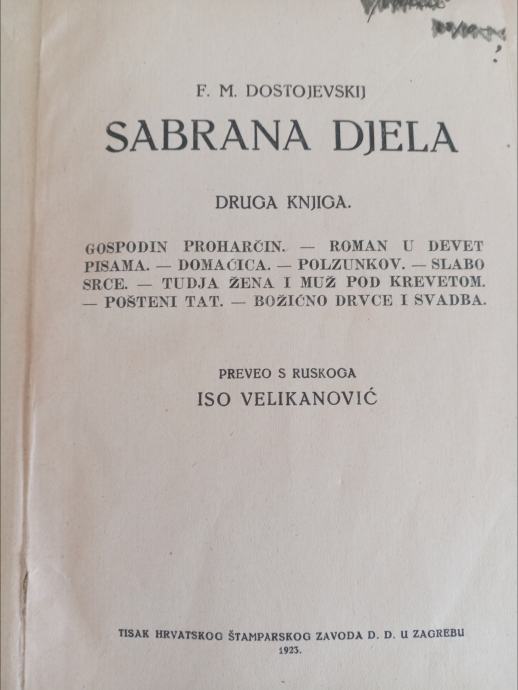 F. M. DOSTOJEVSKIJ
SABRANA DJELA
DRUGA KNJIGA.
GOSPODIN PROHARČIN. — ROMAN U DEVET
PISAMA. — DOMAĆICA. — POLZUNKOV. — SLABO
SRCE. — TUDJA ŽENA I MUŽ POD KREVETOM.
— POŠTENI TAT. — BOŽIĆNO DRVCE I SVADBA.
PREVEO S RUSKOGA
ISO VELIKANOVIĆ
TISAK HRVATSKOG ŠTAMPARSKOG ZAVODA D. D. U ZAGREBU
1923.